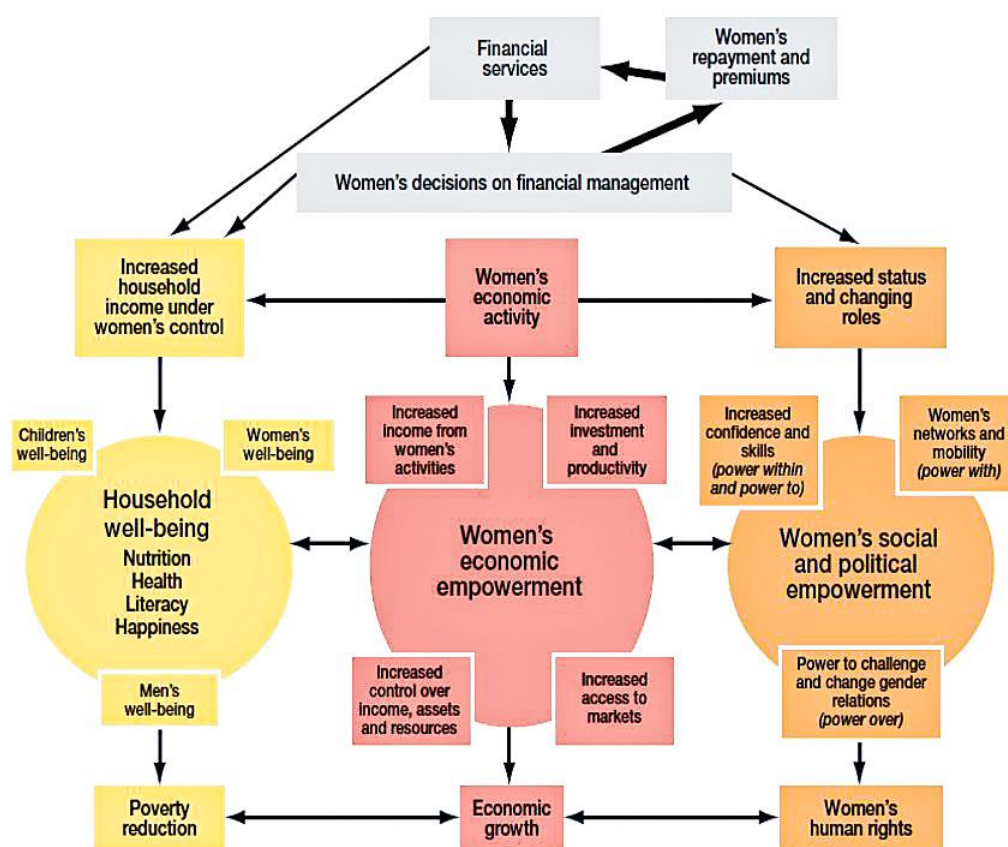 Financial
services
Women's
repayment and
premiums
Women's decisions on financial management
Increased
household
income under
women's control
Women's
economic
activity
Increased status
and changing
roles
Children's
well-being
Women's
well-being
Household
well-being
Nutrition
Health
Literacy
Happiness
Men's
well-being
Increased
income from
women's
activities
Increased
investment
and
productivity
Women's
economic
empowerment
Increased
control over
income, assets
and resources
Increased
access to
markets
Increased
confidence and
skills
(power within
and power to)
Women's
networks and
mobility
(power with)
Women's social
and political
empowerment
Power to challenge
and change gender
relations
(power over)
Poverty
reduction
Economic
growth
Women's
human rights